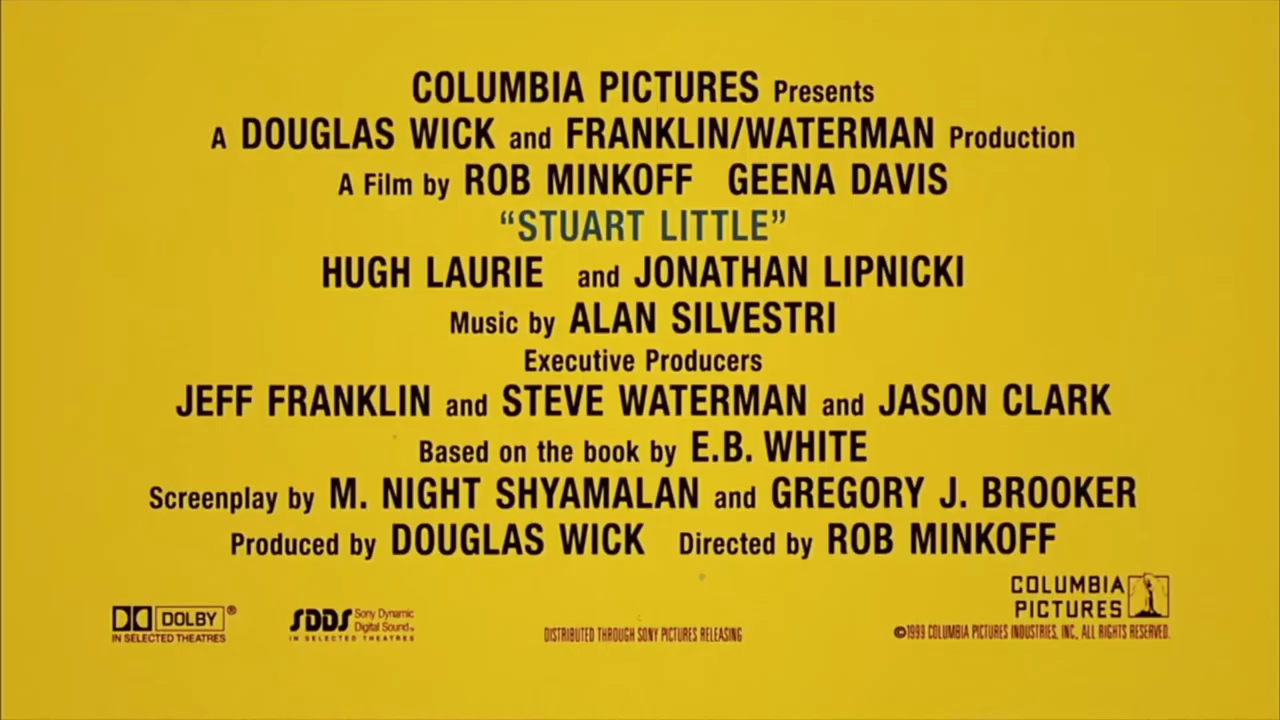 COLUMBIA PICTURES Presents
A DOUGLAS WICK and FRANKLIN/WATERMAN Production
A Film by ROB MINKOFF GEENA DAVIS
“STUART LITTLE”
HUGH LAURIE and JONATHAN LIPNICKI
Music by ALAN SILVESTRI
Executive Producers
JEFF FRANKLIN and STEVE WATERMAN and JASON CLARK
Based on the book by E.B. WHITE
Screenplay by M. NIGHT SHYAMALAN and GREGORY J. BROOKER
Produced by DOUGLAS WICK Directed by ROB MINKOFF
DOLBY®
IN SELECTED THEATRES
SDDS Sony Dynamic
Digital Sound™
IN SELECTED THEATRES
DISTRIBUTED THROUGH SONY PICTURES RELEASING
COLUMBIA
PICTURES
©1999 COLUMBIA PICTURES INDUSTRIES, INC., ALL RIGHTS RESERVED.